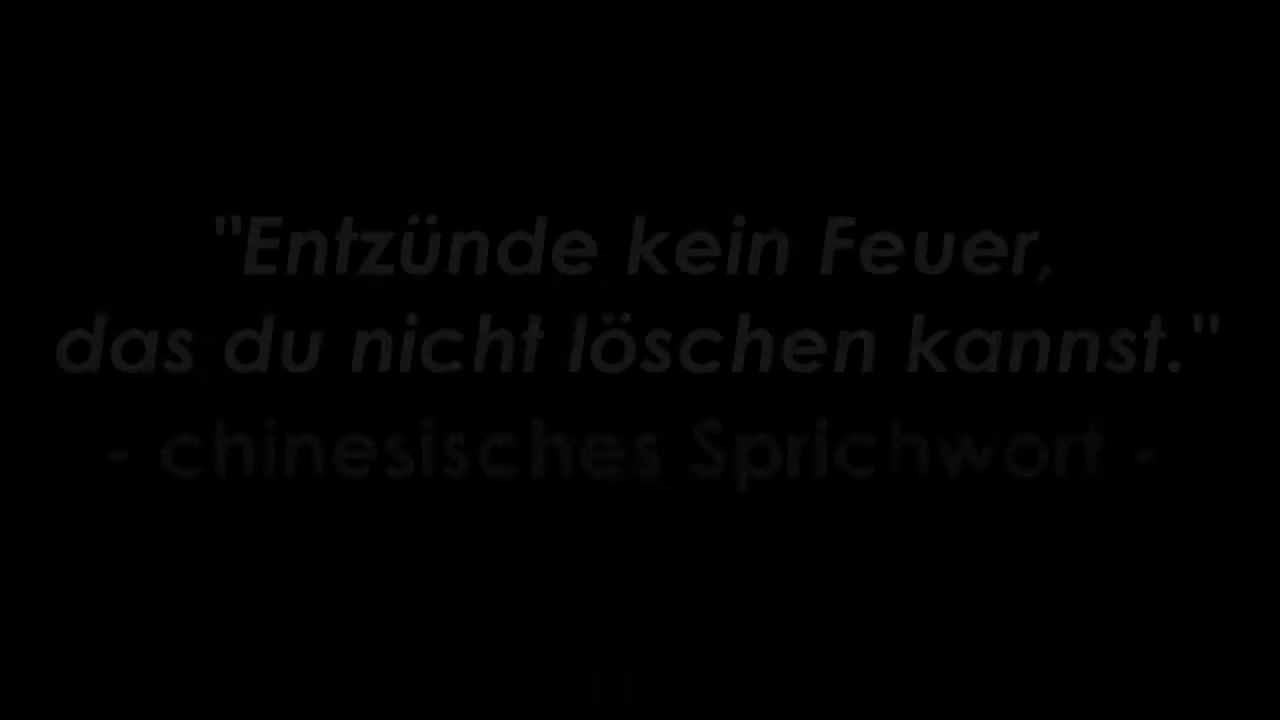 "Entzünde kein Feuer,
das du nicht löschen kannst."
- chinesisches Sprichwort -